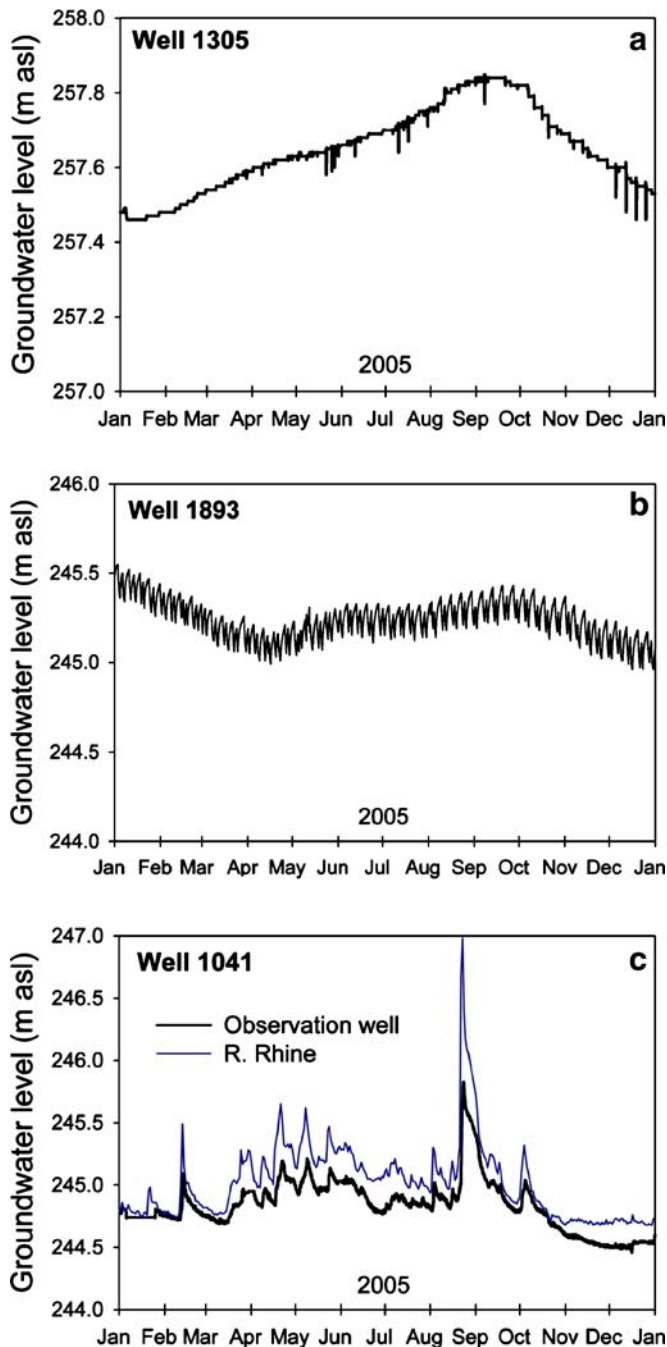 258.0
Well 1305
a
257.8
257.6
257.4
257.2
257.0
Groundwater level (m asl)
2005
Jan Feb Mar Apr May Jun Jul Aug Sep Oct Nov Dec Jan
246.0
Well 1893
b
245.5
245.0
244.5
244.0
Groundwater level (m asl)
2005
Jan Feb Mar Apr May Jun Jul Aug Sep Oct Nov Dec Jan
247.0
Well 1041
c
246.5
Observation well
R. Rhine
246.0
245.5
245.0
244.5
244.0
Groundwater level (m asl)
2005
Jan Feb Mar Apr May Jun Jul Aug Sep Oct Nov Dec Jan